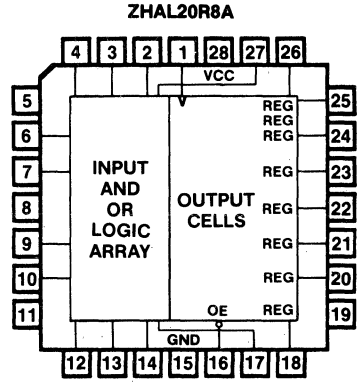 ZHAL20R8A
4 3 2 1 28 27 26
VCC
5 REG 25
REG
6 REG 24
7 REG 23
INPUT
AND
OR
LOGIC
ARRAY
OUTPUT
CELLS
8 REG 22
9 REG 21
10 REG 20
11 OE REG 19
GND
12 13 14 15 16 17 18